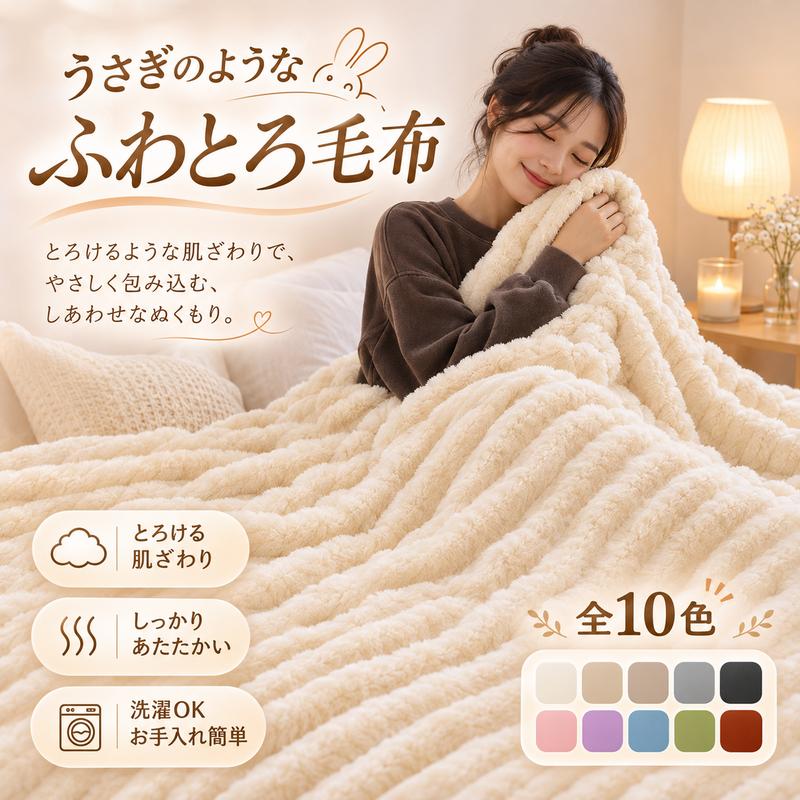 うさぎのような
ふわとろ毛布
とろけるような肌ざわりで、
やさしく包み込む、
しあわせなぬくもり。
とろける
肌ざわり
しっかり
あたたかい
洗濯OK
お手入れ簡単
全10色